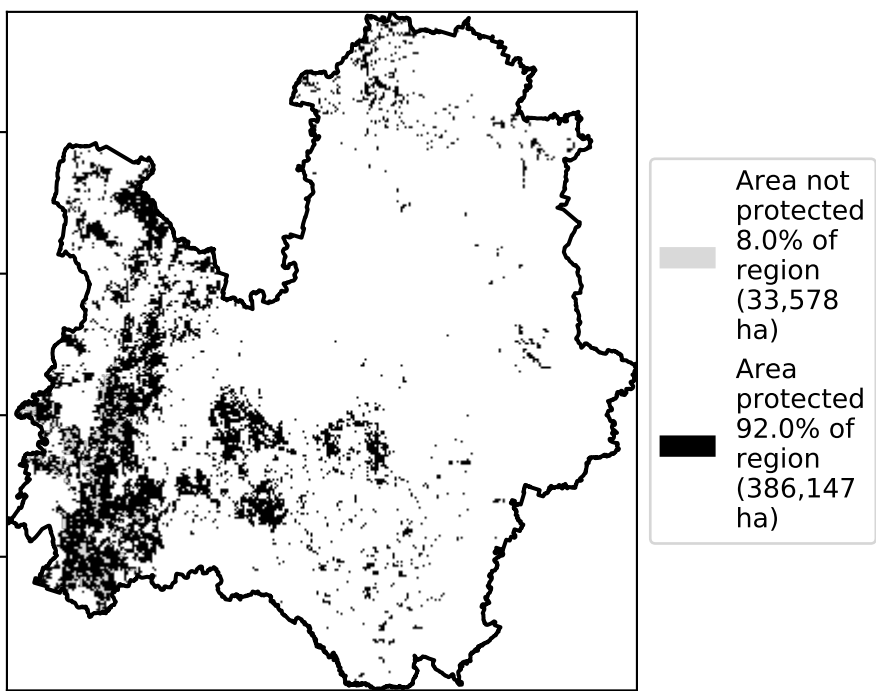 Area not
protected
8.0% of
region
(33,578
ha)
Area
protected
92.0% of
region
(386,147
ha)